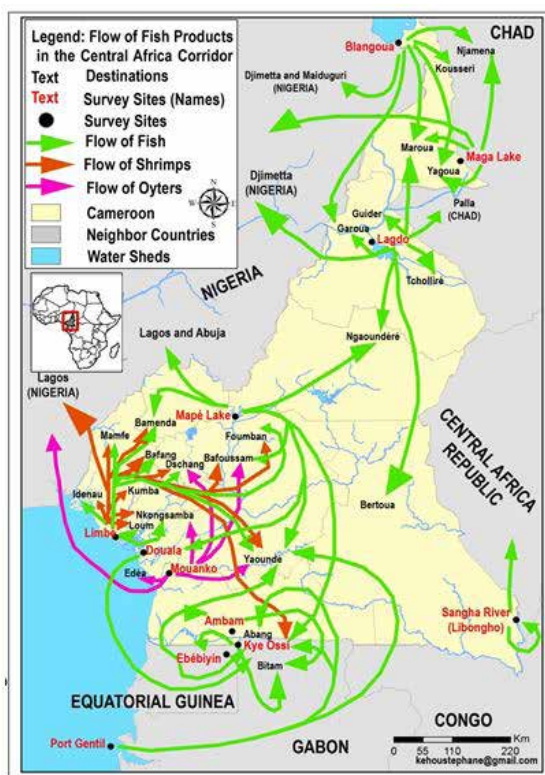 Legend: Flow of Fish Products
in the Central Africa Corridor
Text Destinations
Text Survey Sites (Names)
Survey Sites
Flow of Fish
Flow of Shrimps
Flow of Oyters
Cameroon
Neighbor Countries
Water Sheds
CHAD
Blangoua
Njamena
Kousseri
Djimetta and Maiduguri
(NIGERIA)
Maroua
Maga Lake
Yagoua
Djimetta
(NIGERIA)
Palla
(CHAD)
Guider
Garoua
Lagdo
Tcholliré
NIGERIA
Ngaoundéré
Lagos and Abuja
Lagos
(NIGERIA)
Mapé Lake
Bamenda
Foumban
Mamfe
Bafang
Dschang
Bafoussam
Idenau
Kumba
Nkongsamba
Loum
Limbe
Douala
Edéa
Mouanko
Yaounde
Bertoua
CENTRAL AFRICA
REPUBLIC
Sangha River
(Libongho)
Ambam
Abang
Kye Ossi
Ebébiyin
Bitam
EQUATORIAL GUINEA
CONGO
GABON
Port Gentil
Km
0 55 110 220
kehoustephane@gmail.com